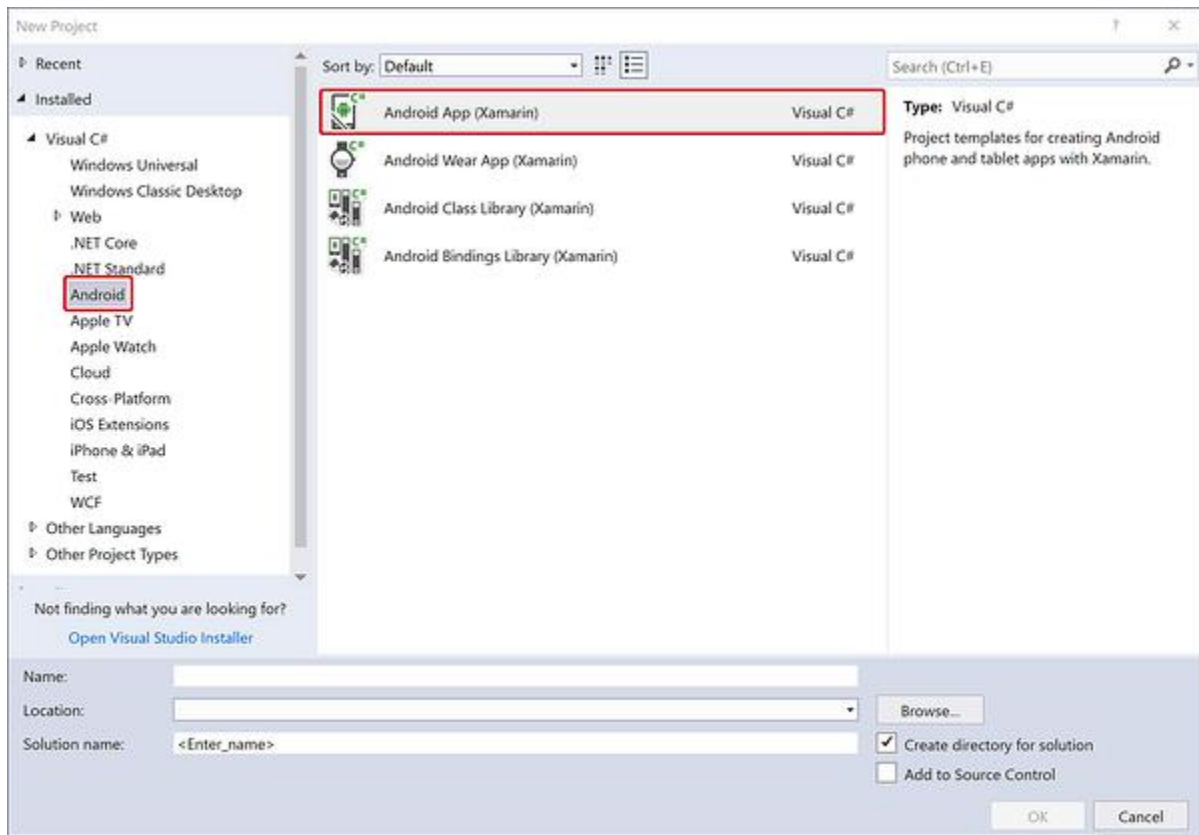 New Project
Recent
Installed
Visual C#
Windows Universal
Windows Classic Desktop
Web
.NET Core
.NET Standard
Android
Apple TV
Apple Watch
Cloud
Cross-Platform
iOS Extensions
iPhone & iPad
Test
WCF
Other Languages
Other Project Types
Not finding what you are looking for?
Open Visual Studio Installer
Sort by: Default
Android App (Xamarin) Visual C#
Android Wear App (Xamarin) Visual C#
Android Class Library (Xamarin) Visual C#
Android Bindings Library (Xamarin) Visual C#
Search (Ctrl+E)
Type: Visual C#
Project templates for creating Android
phone and tablet apps with Xamarin.
Name:
Location:
Browse...
Solution name: <Enter_name>
Create directory for solution
Add to Source Control
OK Cancel